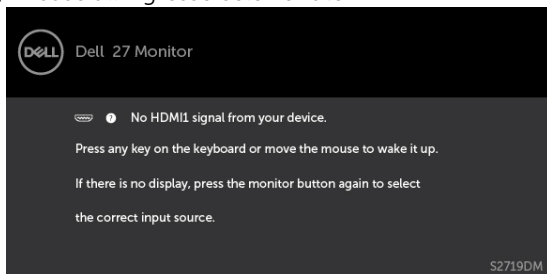 DELL
Dell 27 Monitor
? No HDMI1 signal from your device.
Press any key on the keyboard or move the mouse to wake it up.
If there is no display, press the monitor button again to select
the correct input source.
S2719DM